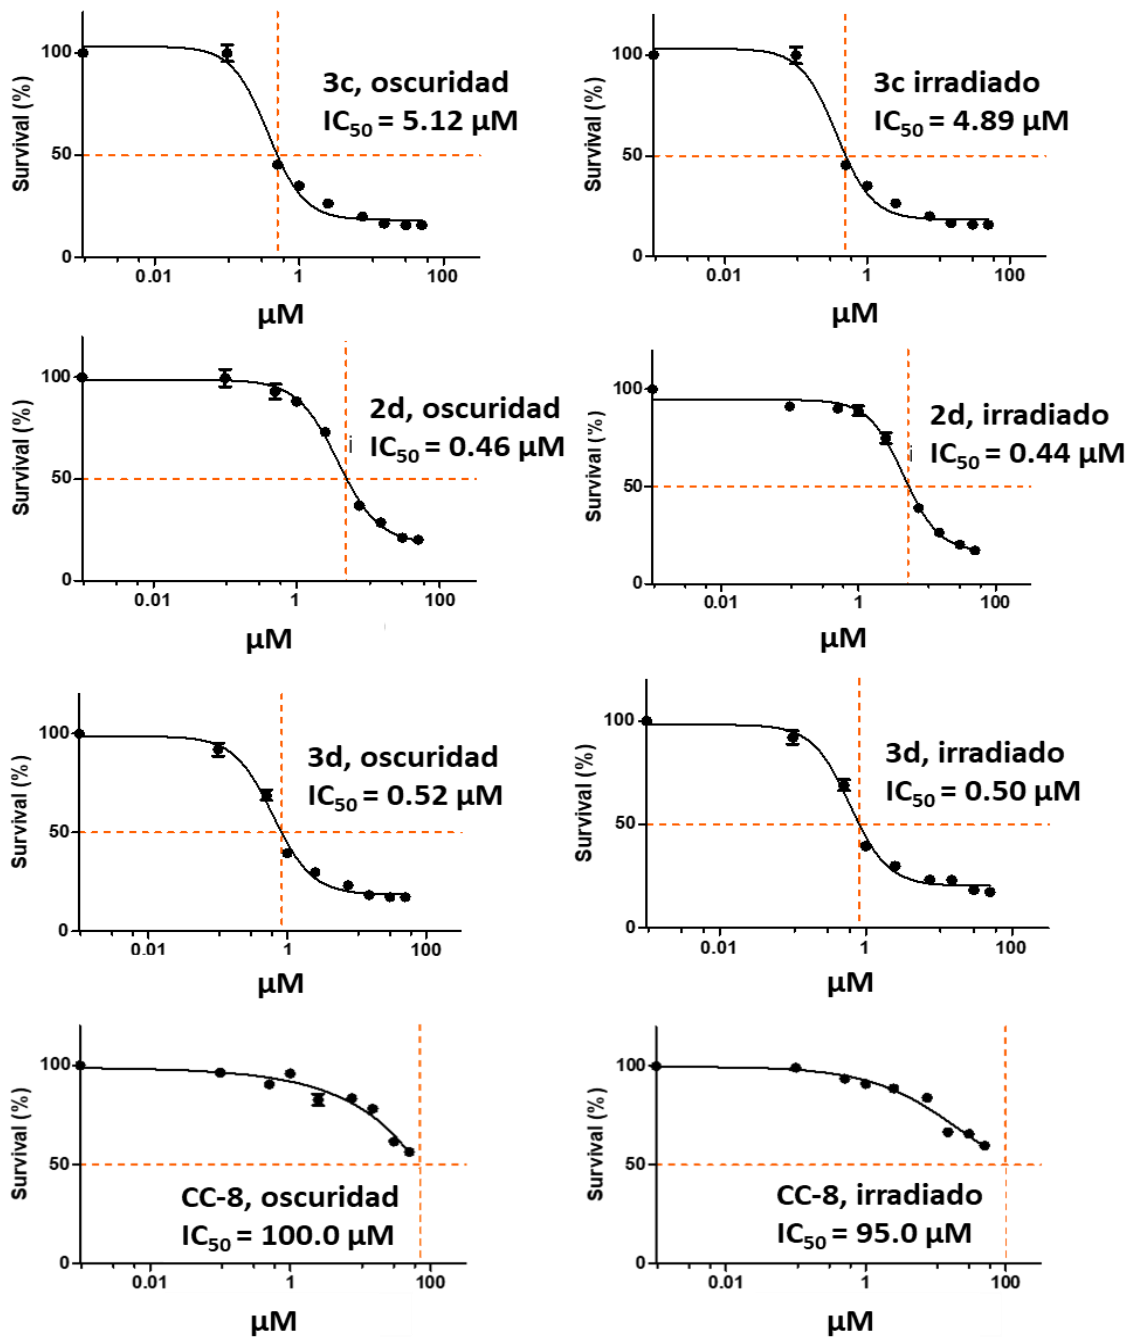 Survival (%)
100
50
0
3c, oscuridad
IC50 = 5.12 µM
0.01
1
100
µM
Survival (%)
100
50
0
3c irradiado
IC50 = 4.89 µM
0.01
1
100
µM
Survival (%)
100
50
0
2d, oscuridad
IC50 = 0.46 µM
i
0.01
1
100
µM
Survival (%)
100
50
0
2d, irradiado
IC50 = 0.44 µM
i
0.01
1
100
µM
Survival (%)
100
50
0
3d, oscuridad
IC50 = 0.52 µM
0.01
1
100
µM
Survival (%)
100
50
0
3d, irradiado
IC50 = 0.50 µM
0.01
1
100
µM
Survival (%)
100
50
0
CC-8, oscuridad
IC50 = 100.0 µM
0.01
1
100
µM
Survival (%)
100
50
0
CC-8, irradiado
IC50 = 95.0 µM
0.01
1
100
µM